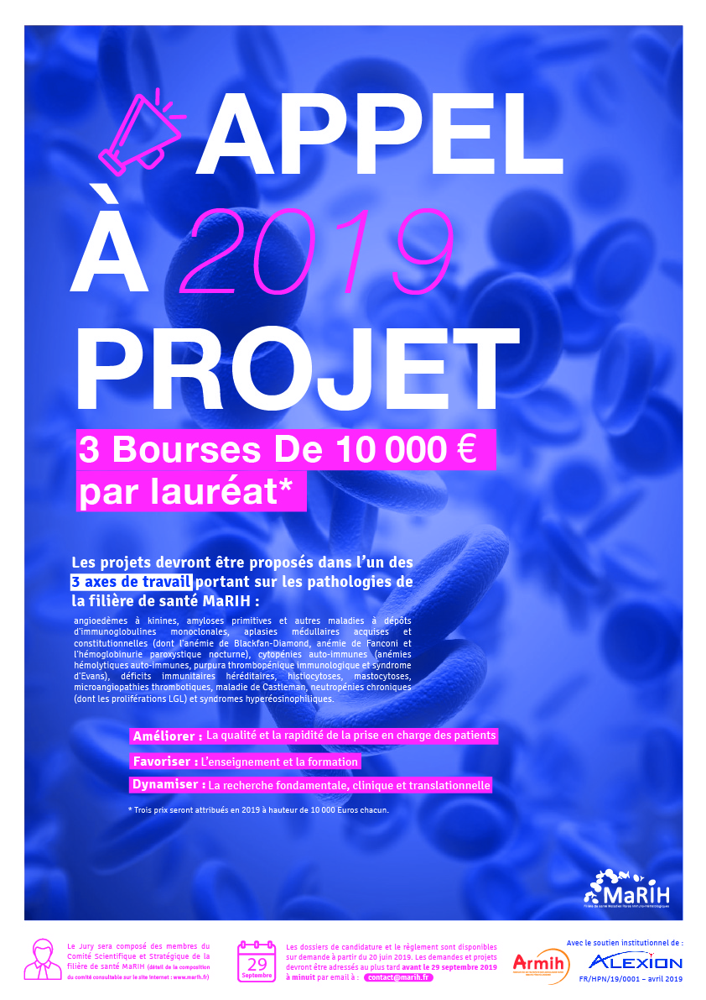 APPEL
À 2019
PROJET
3 Bourses De 10 000 €
par lauréat*
Les projets devront être proposés dans l'un des
3 axes de travail portant sur les pathologies de
la filière de santé MaRIH :
angioedèmes à kinines, amyloses primitives et autres maladies à dépôts
d'immunoglobulines monoclonales, aplasies médullaires acquises et
constitutionnelles (dont l'anémie de Blackfan-Diamond, anémie de Fanconi et
l'hémoglobinurie paroxystique nocturne), cytopénies auto-immunes (anémies
hémolytiques auto-immunes, purpura thrombopénique immunologique et syndrome
d'Evans), déficits immunitaires héréditaires, histiocytoses, mastocytoses,
microangiopathies thrombotiques, maladie de Castleman, neutropénies chroniques
(dont les proliférations LGL) et syndromes hyperéosinophiliques.
Améliorer : La qualité et la rapidité de la prise en charge des patients
Favoriser : L'enseignement et la formation
Dynamiser : La recherche fondamentale, clinique et translationnelle
* Trois prix seront attribués en 2019 à hauteur de 10 000 Euros chacun.
MaRIH
Filière de santé Maladies Rares Immuno-Hématologiques
Le Jury sera composé des membres du
Comité Scientifique et Stratégique de la
filière de santé MaRIH (détail de la composition
du comité consultable sur le site Internet : www.marih.fr)
29
Septembre
Les dossiers de candidature et le règlement sont disponibles
sur demande à partir du 20 juin 2019. Les demandes et projets
devront être adressés au plus tard avant le 29 septembre 2019
à minuit par email à : contact@marih.fr
Armih
Avec le soutien institutionnel de :
ALEXION
FR/HPN/19/0001 – avril 2019